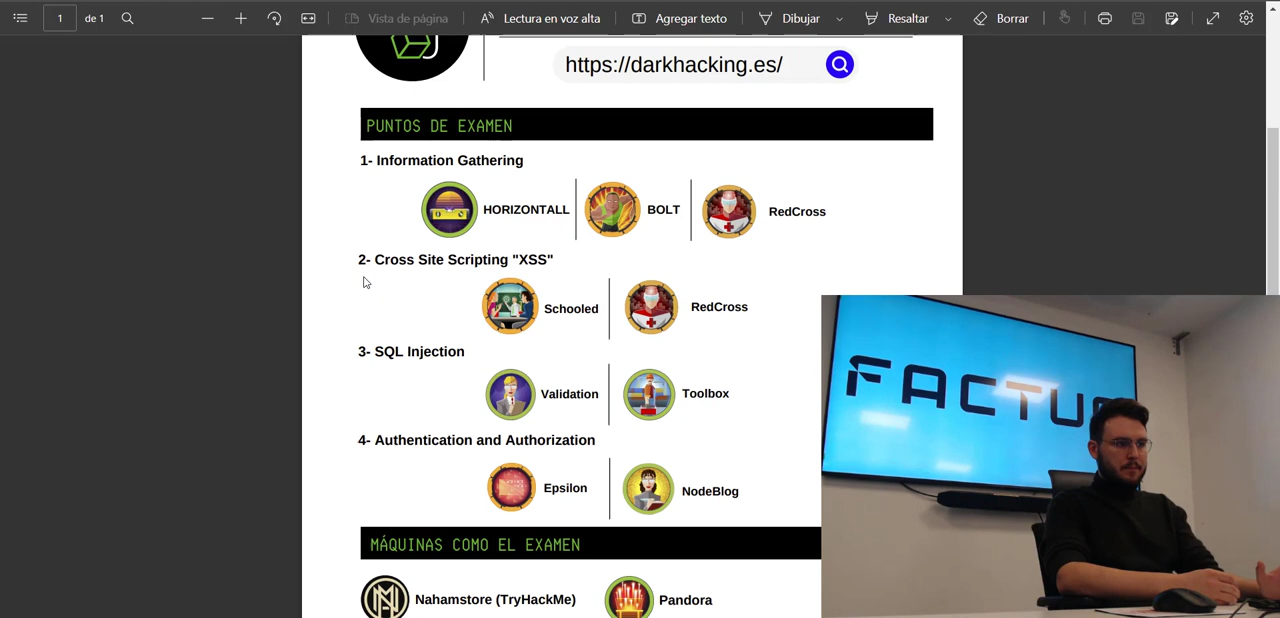 1 de 1 Vista de página Lectura en voz alta Agregar texto Dibujar Resaltar Borrar
https://darkhacking.es/
PUNTOS DE EXAMEN
1- Information Gathering
HORIZONTALL BOLT RedCross
2- Cross Site Scripting "XSS"
Schooled RedCross
3- SQL Injection
Validation Toolbox
4- Authentication and Authorization
Epsilon NodeBlog
MÁQUINAS COMO EL EXAMEN
Nahamstore (TryHackMe) Pandora
FACTU